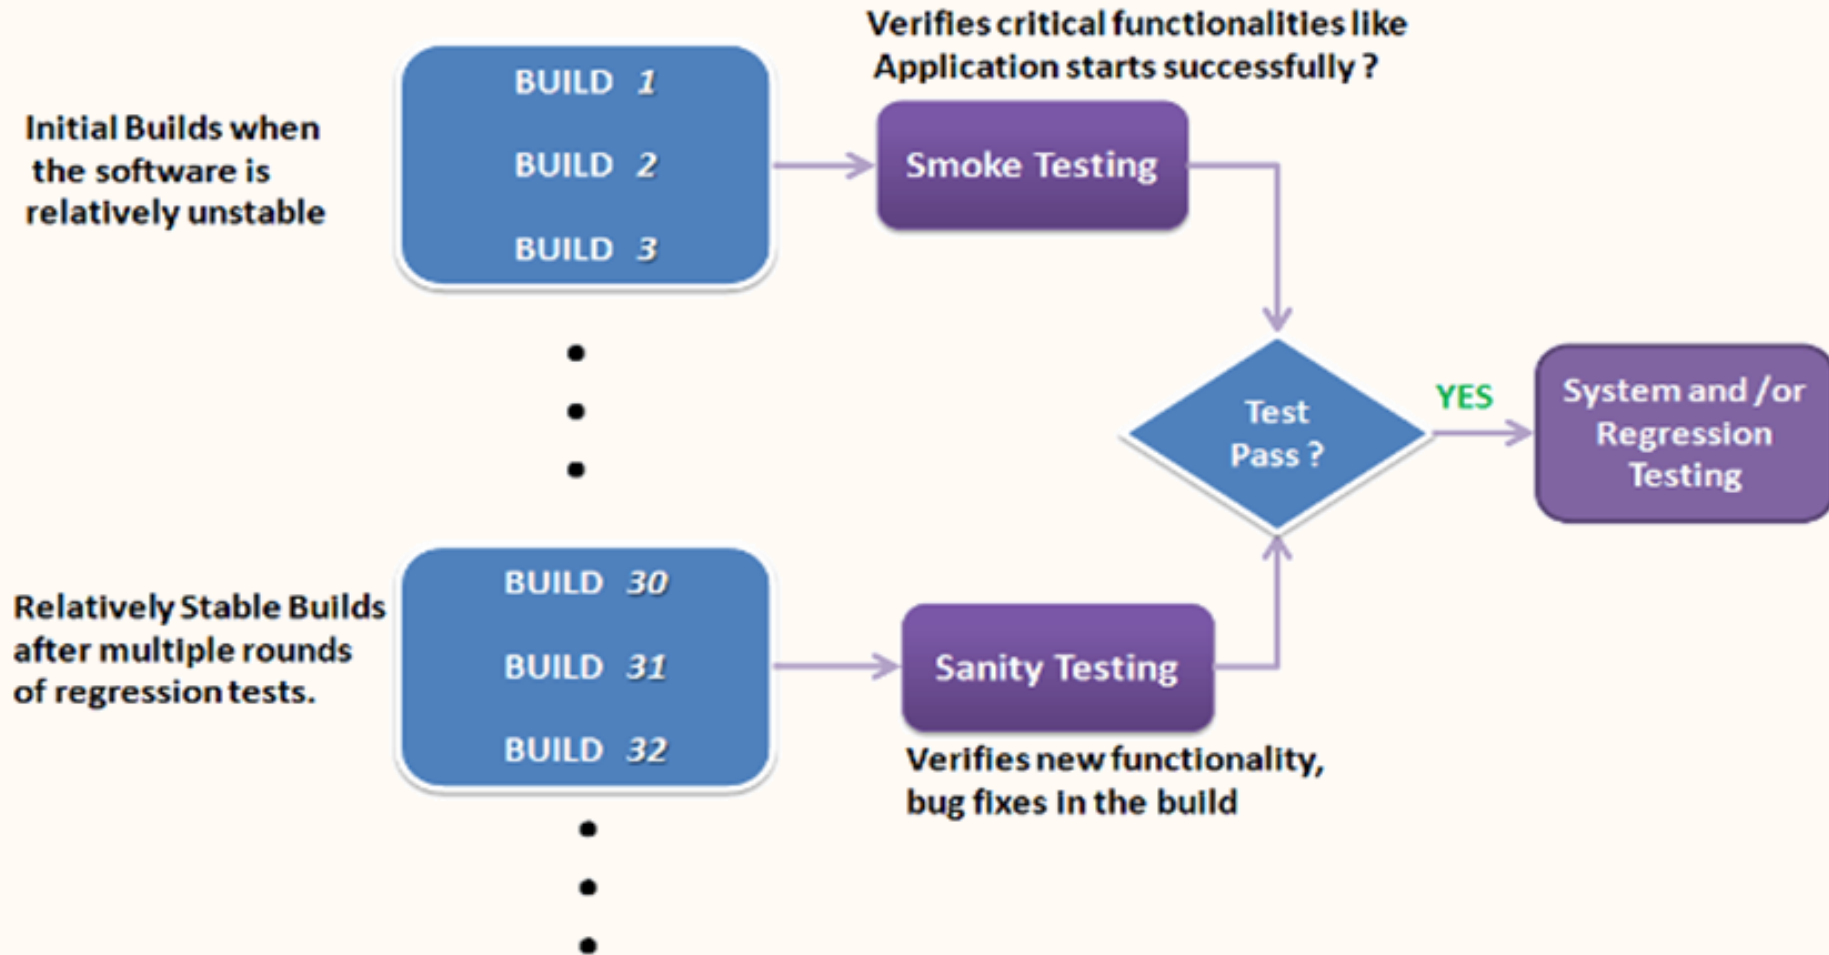 Verifies critical functionalities like
Application starts successfully ?
Initial Builds when
the software is
relatively unstable
BUILD 1
BUILD 2
BUILD 3
Smoke Testing
Test
Pass ?
YES
System and /or
Regression
Testing
Relatively Stable Builds
after multiple rounds
of regression tests.
BUILD 30
BUILD 31
BUILD 32
Sanity Testing
Verifies new functionality,
bug fixes in the build